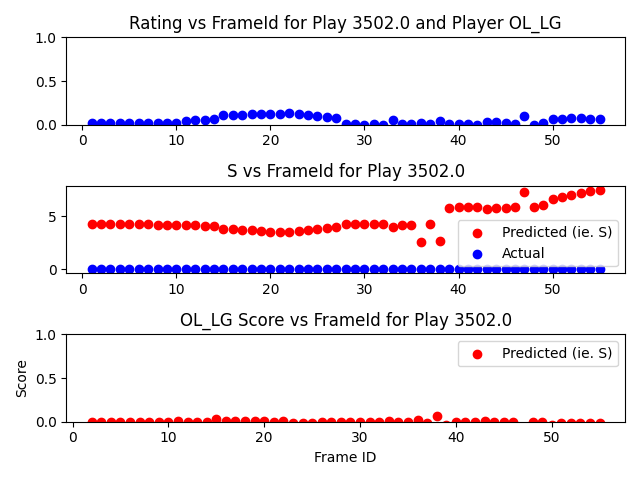 Rating vs FrameId for Play 3502.0 and Player OL_LG
1.0
0.5
0.0
0 10 20 30 40 50
S vs FrameId for Play 3502.0
5
0
Predicted (ie. S)
Actual
0 10 20 30 40 50
OL_LG Score vs FrameId for Play 3502.0
1.0
0.5
0.0
Score
Predicted (ie. S)
0 10 20 30 40 50
Frame ID